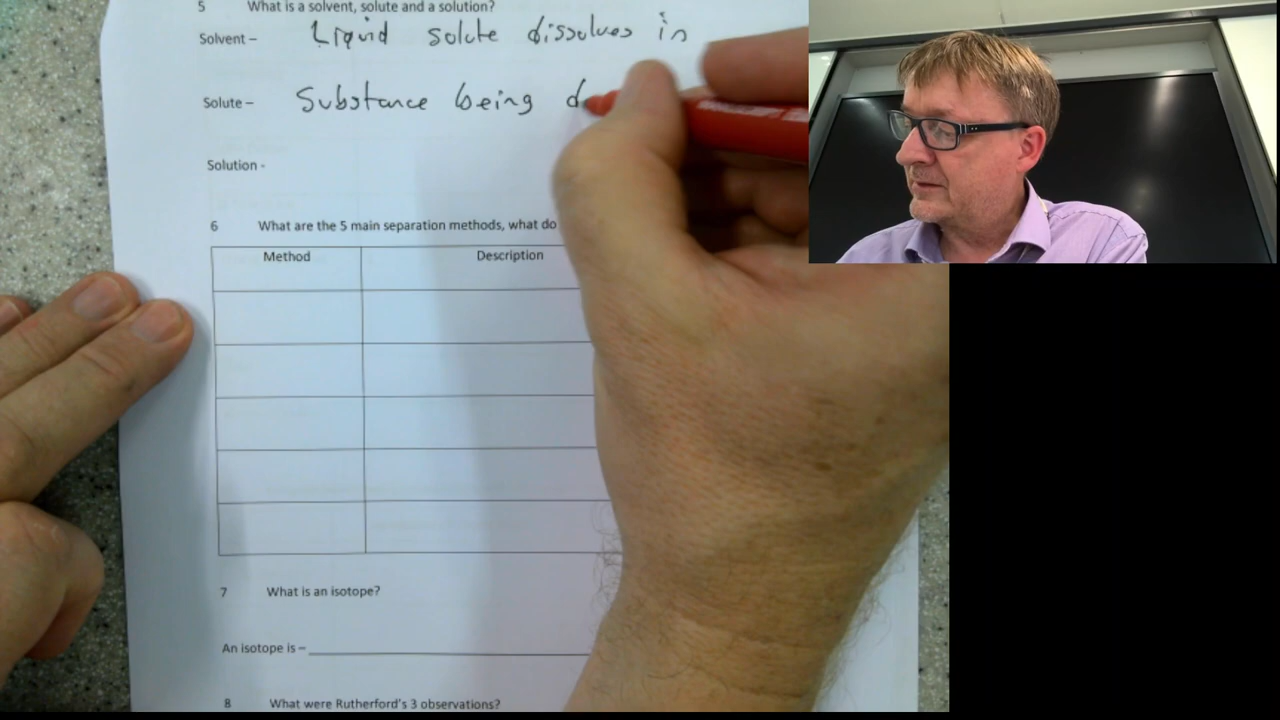 5 What is a solvent, solute and a solution?
Solvent – Liquid solute dissolves in
Solute – Substance being d
Solution -
6 What are the 5 main separation methods, what do
Method Description
7 What is an isotope?
An isotope is –
8 What were Rutherford's 3 observations?